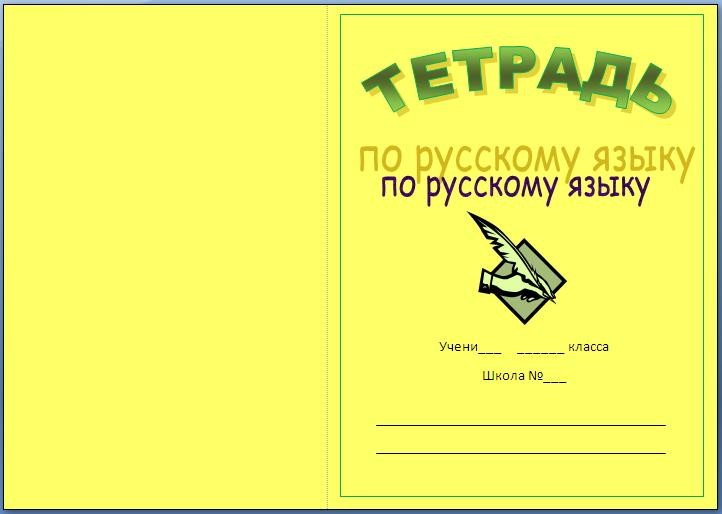 ТЕТРАДЬ
по русскому языку
по русскому языку
Учени___ ______ класса
Школа №___